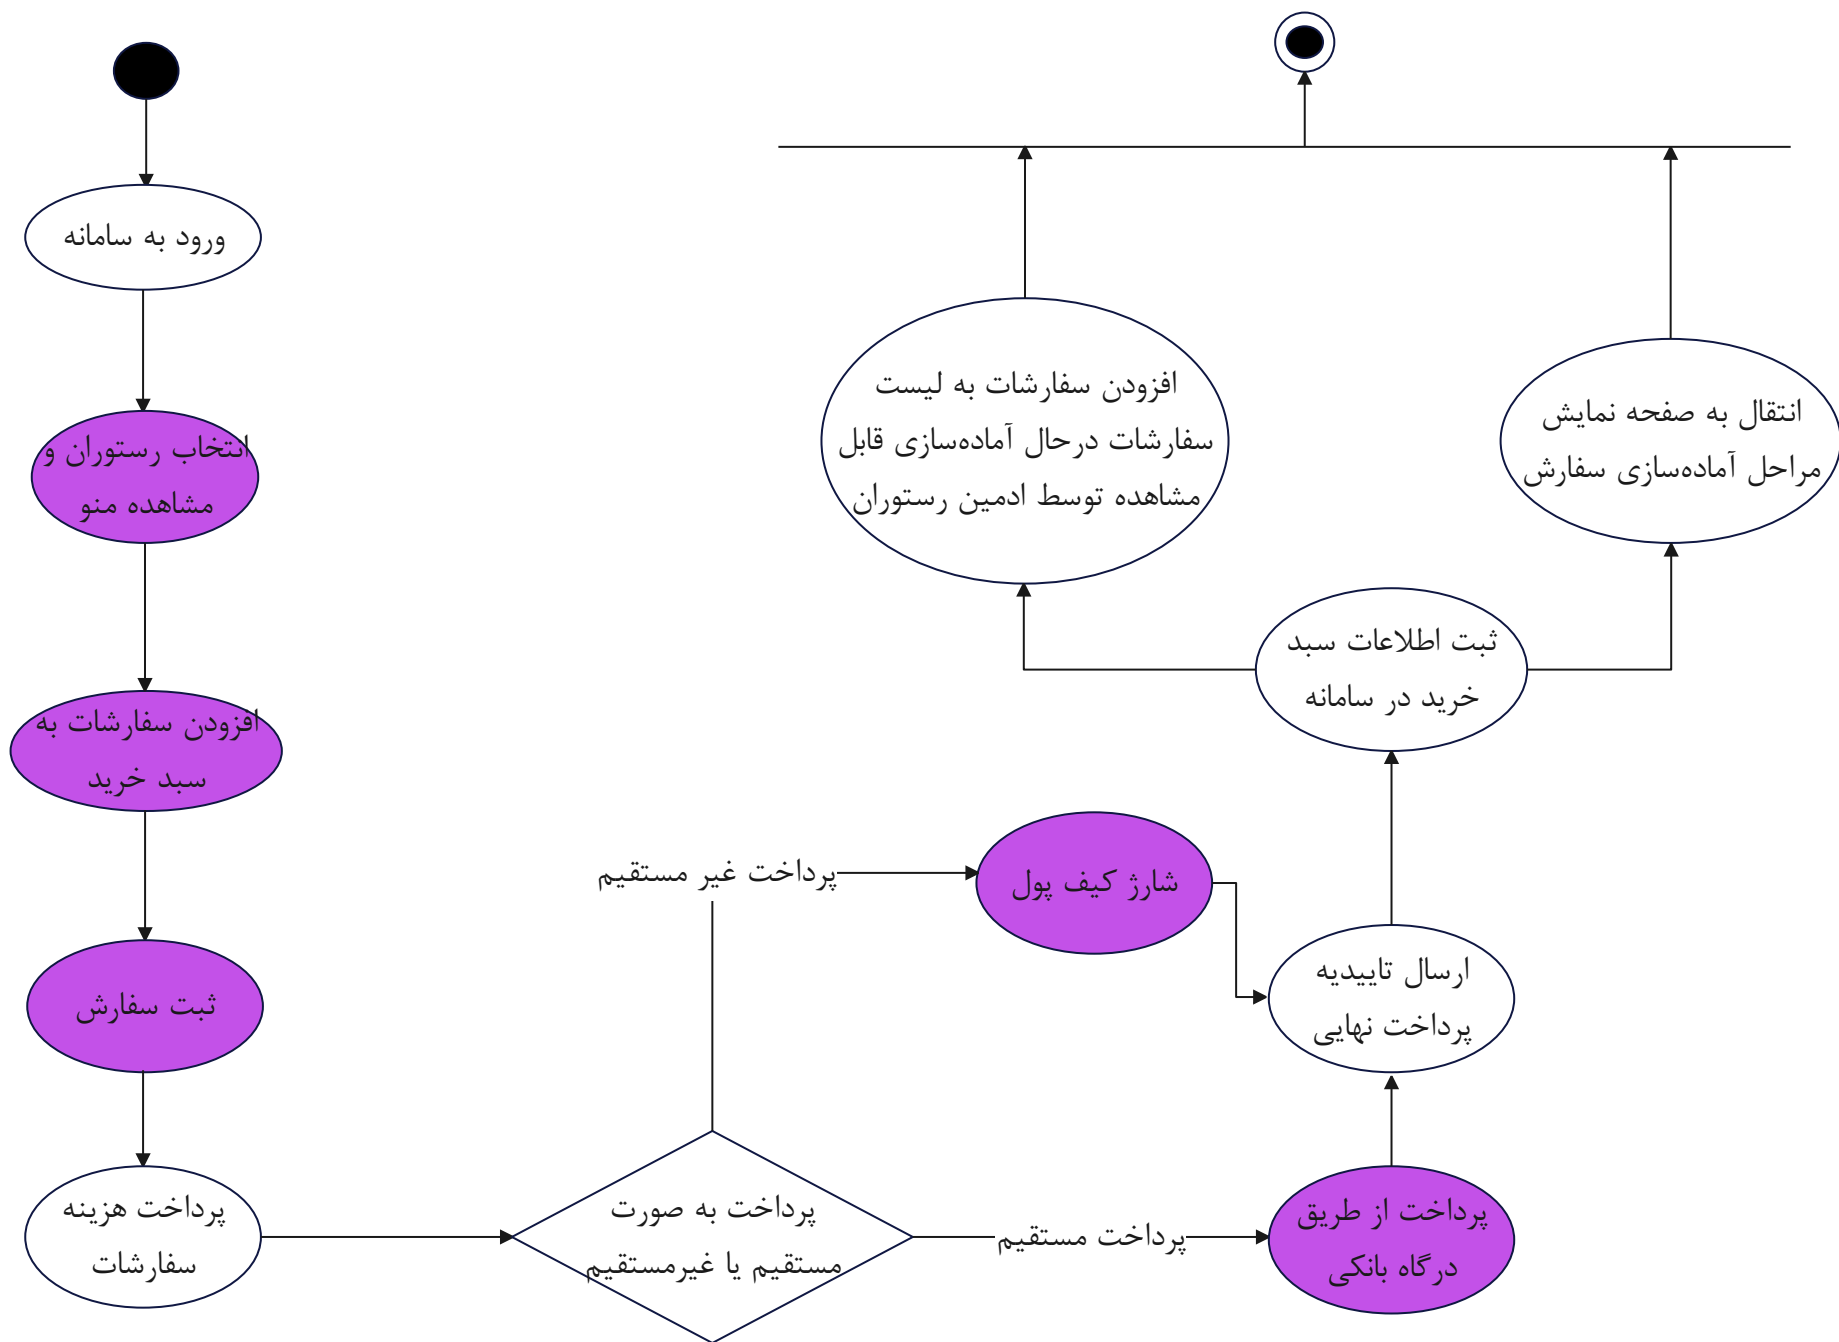 ورود به سامانه
انتخاب رستوران و
مشاهده منو
افزودن سفارشات به
سبد خرید
ثبت سفارش
پرداخت هزینه
سفارشات
پرداخت به صورت
مستقیم یا غیرمستقیم
پرداخت غیر مستقیم
شارژ کیف پول
پرداخت مستقیم
پرداخت از طریق
درگاه بانکی
ارسال تاییدیه
پرداخت نهایی
ثبت اطلاعات سبد
خرید در سامانه
افزودن سفارشات به لیست
سفارشات درحال آماده‌سازی قابل
مشاهده توسط ادمین رستوران
انتقال به صفحه نمایش
مراحل آماده‌سازی سفارش